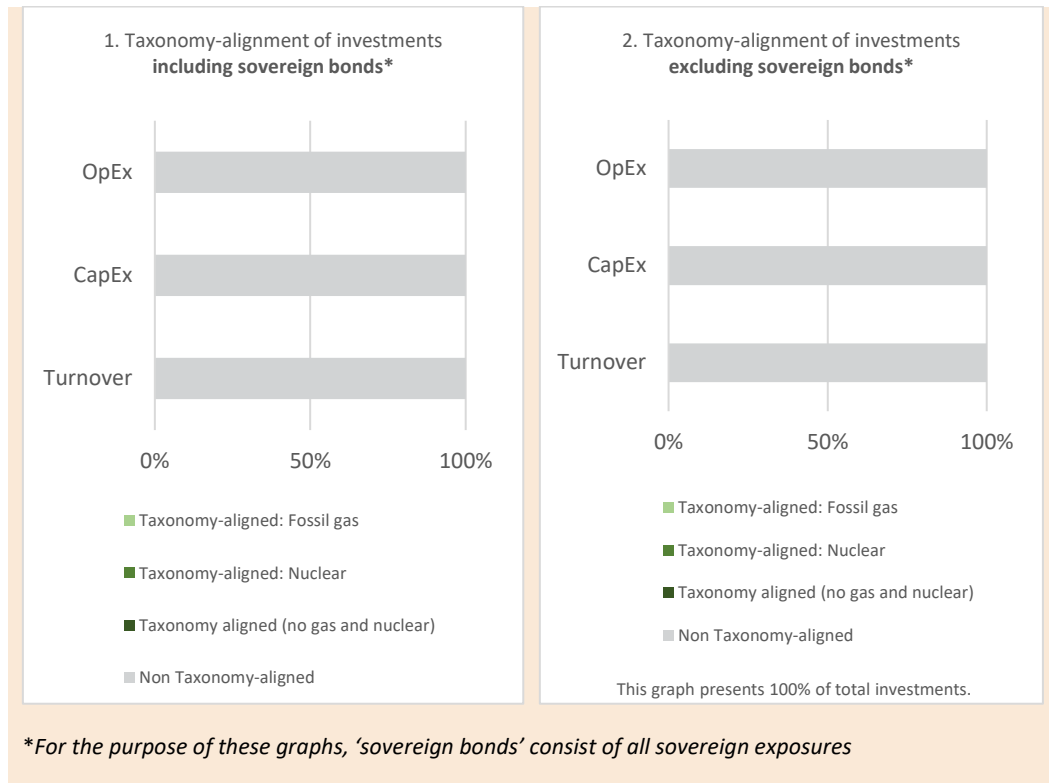 1. Taxonomy-alignment of investments
including sovereign bonds*
OpEx
CapEx
Turnover
0%
50%
100%
Taxonomy-aligned: Fossil gas
Taxonomy-aligned: Nuclear
Taxonomy aligned (no gas and nuclear)
Non Taxonomy-aligned
2. Taxonomy-alignment of investments
excluding sovereign bonds*
OpEx
CapEx
Turnover
0%
50%
100%
Taxonomy-aligned: Fossil gas
Taxonomy-aligned: Nuclear
Taxonomy aligned (no gas and nuclear)
Non Taxonomy-aligned
This graph presents 100% of total investments.
*For the purpose of these graphs, ‘sovereign bonds’ consist of all sovereign exposures